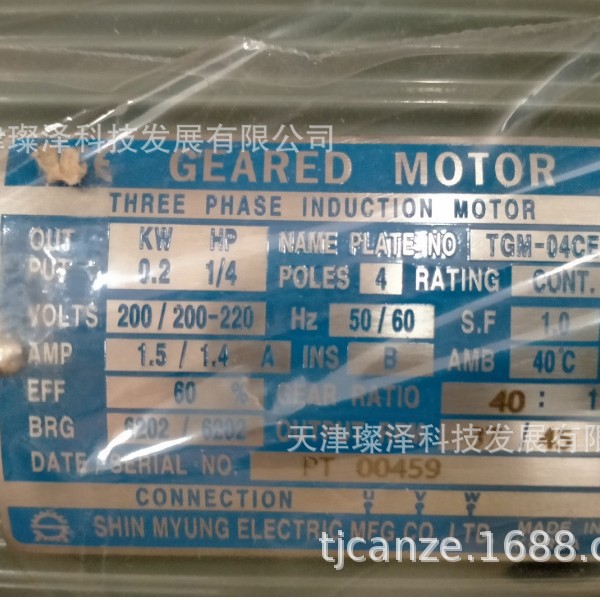 津璨泽科技发展有限公司
GEARED MOTOR
THREE PHASE INDUCTION MOTOR
OUT PUT KW HP NAME PLATE NO TGM-04CF
0.2 1/4 POLES 4 RATING CONT.
VOLTS 200/200-220 Hz 50/60 S.F 1.0
AMP 1.5/1.4 A INS B AMB 40°C
EFF 60 % GEAR RATIO 40 : 1
BRG 6202/6202
天津璨泽科技发展有限公司
DATE/SERIAL NO. PT 00459
CONNECTION U V W
SHIN MYUNG ELECTRIC MFG.CO.,LTD. MADE IN
tjcanze.1688.c